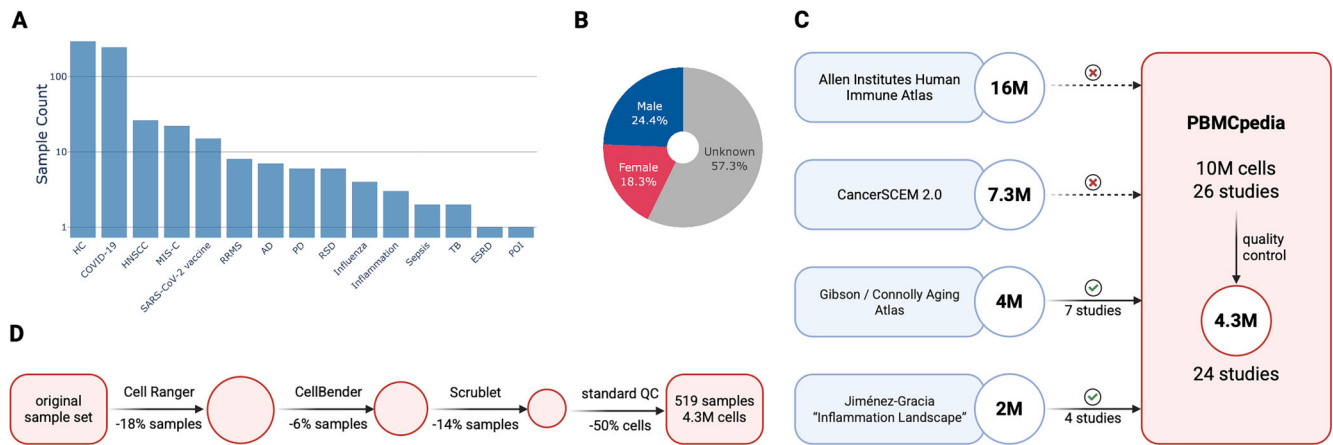 A
Sample Count
100
10
1
HC
COVID-19
HNSCC
MIS-C
SARS-CoV-2 vaccine
RRMS
AD
PD
RSD
Influenza
Inflammation
Sepsis
TB
ESRD
POI
B
Male
24.4%
Female
18.3%
Unknown
57.3%
C
Allen Institutes Human
Immune Atlas
16M
CancerSCEM 2.0
7.3M
Gibson / Connolly Aging
Atlas
4M
7 studies
Jiménez-Gracia
“Inflammation Landscape”
2M
4 studies
PBMCpedia
10M cells
26 studies
quality
control
4.3M
24 studies
D
original
sample set
Cell Ranger
-18% samples
CellBender
-6% samples
Scrublet
-14% samples
standard QC
-50% cells
519 samples
4.3M cells